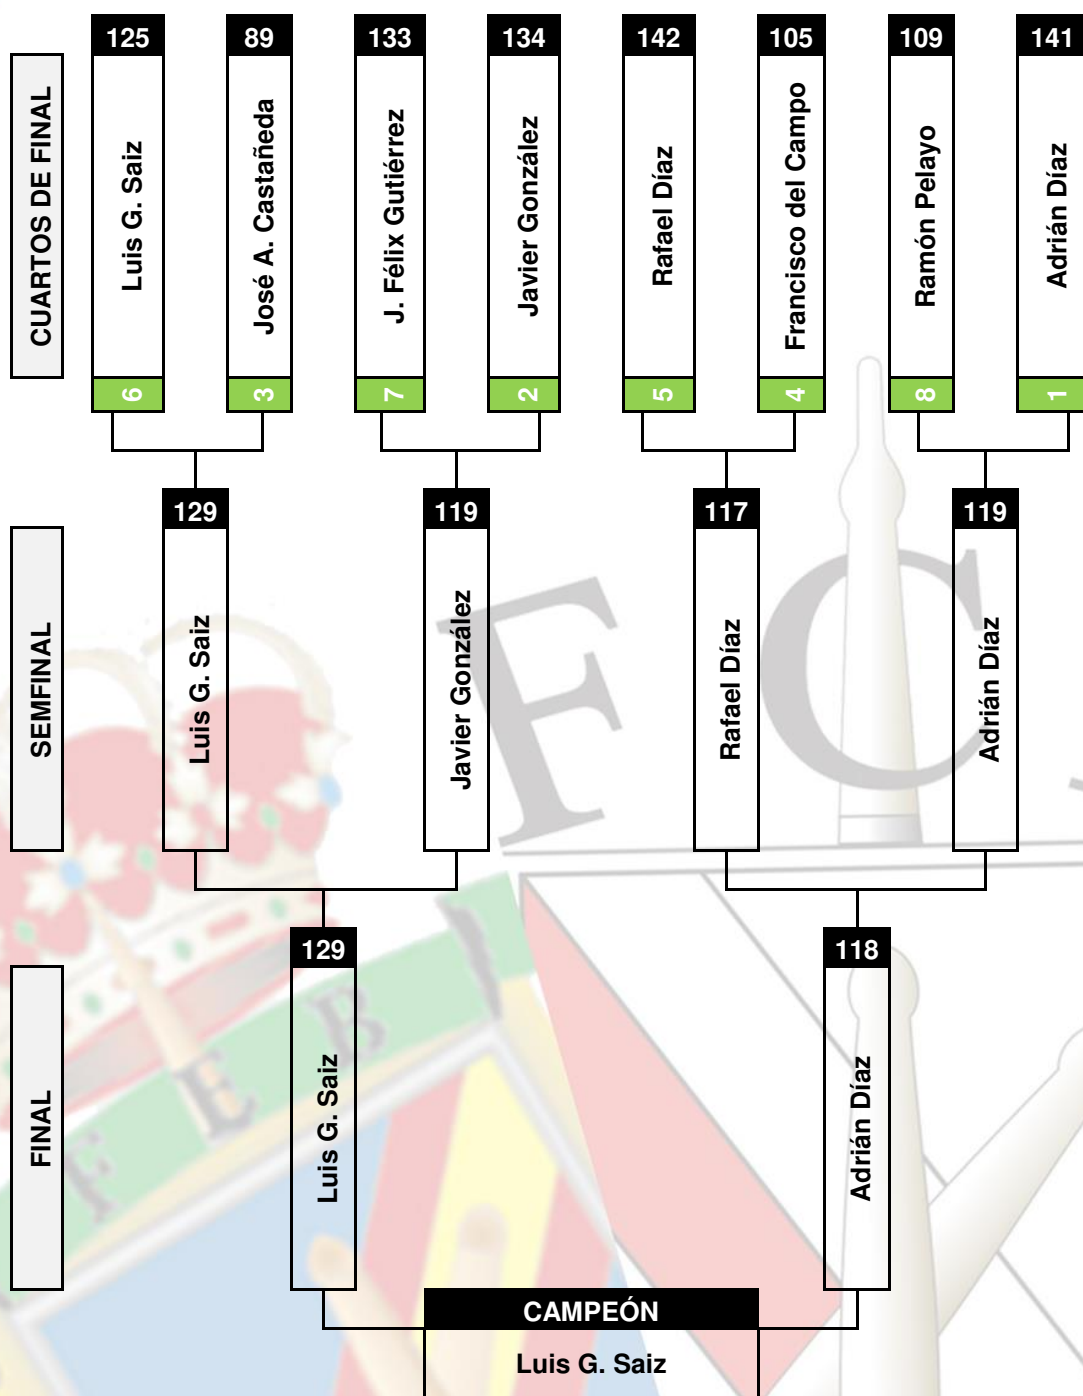 125
89
133
134
142
105
109
141
CUARTOS DE FINAL
Luis G. Saiz
José A. Castañeda
J. Félix Gutiérrez
Javier González
Rafael Díaz
Francisco del Campo
Ramón Pelayo
Adrián Díaz
6
3
7
2
5
4
8
1
129
119
117
119
SEMFINAL
Luis G. Saiz
Javier González
Rafael Díaz
Adrián Díaz
129
118
FINAL
Luis G. Saiz
Adrián Díaz
CAMPEÓN
Luis G. Saiz
F C
F E B